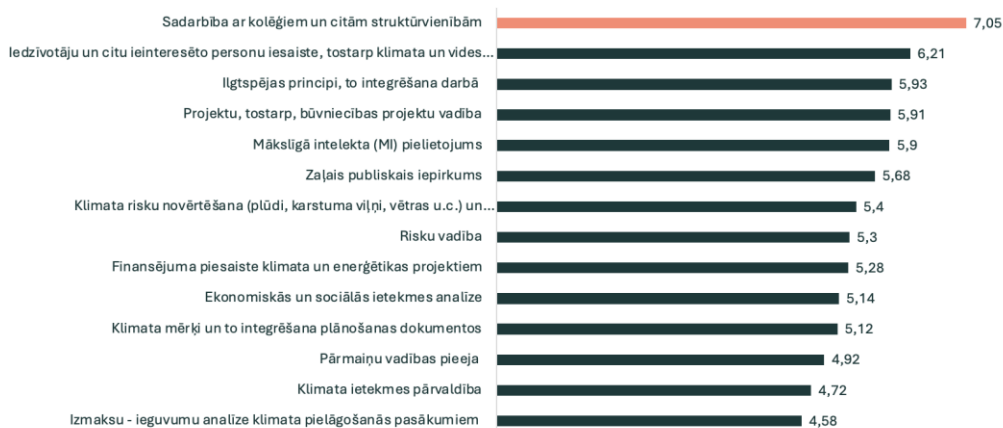 Sadarbība ar kolēģiem un citām struktūrvienībām 7,05
Iedzīvotāju un citu ieinteresēto personu iesaiste, tostarp klimata un vides... 6,21
Ilgtspējas principi, to integrēšana darbā 5,93
Projektu, tostarp, būvniecības projektu vadība 5,91
Mākslīgā intelekta (MI) pielietojums 5,9
Zaļais publiskais iepirkums 5,68
Klimata risku novērtēšana (plūdi, karstuma viļņi, vētras u.c.) un... 5,4
Risku vadība 5,3
Finansējuma piesaiste klimata un enerģētikas projektiem 5,28
Ekonomiskās un sociālās ietekmes analīze 5,14
Klimata mērķi un to integrēšana plānošanas dokumentos 5,12
Pārmaiņu vadības pieeja 4,92
Klimata ietekmes pārvaldība 4,72
Izmaksu - ieguvumu analīze klimata pielāgošanās pasākumiem 4,58